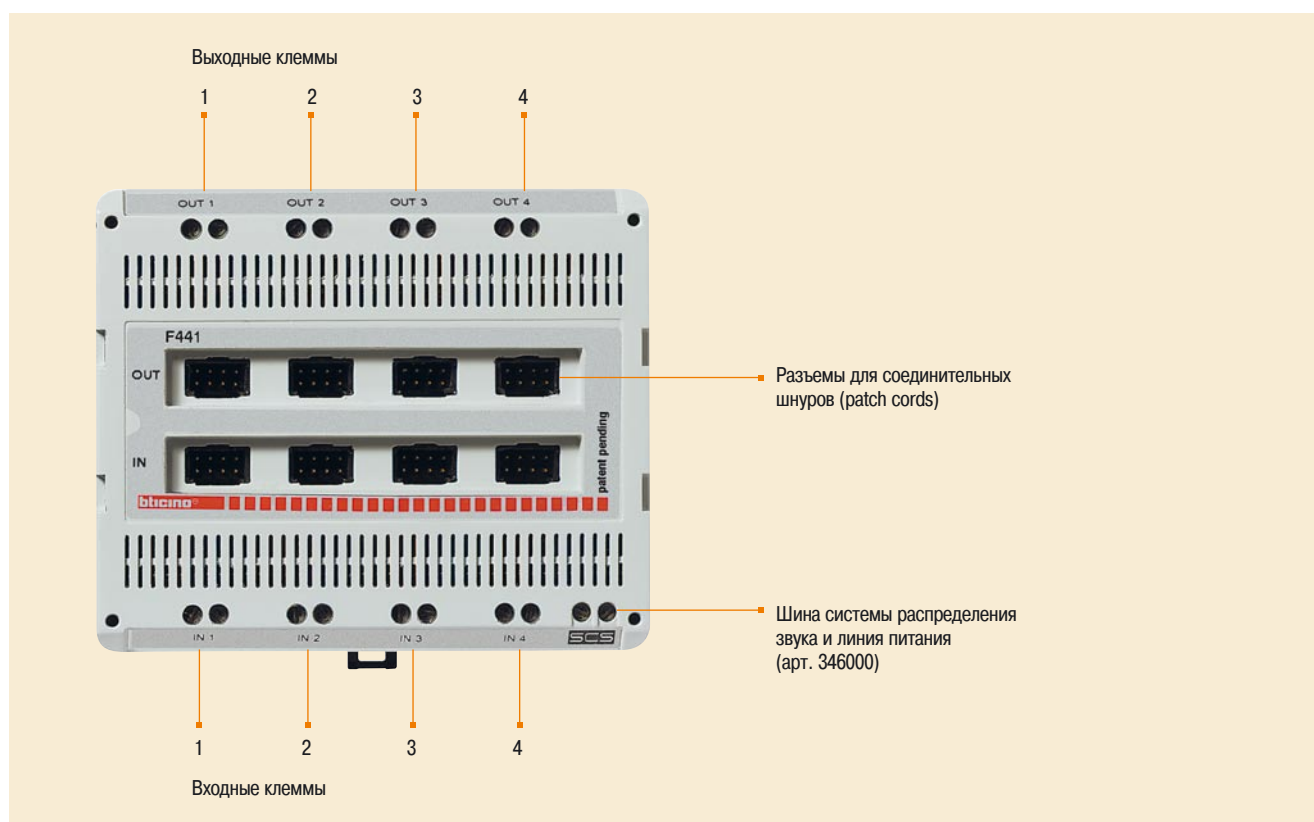 Выходные клеммы
1 2 3 4
OUT 1 OUT 2 OUT 3 OUT 4
F441
OUT
Разъемы для соединительных
шнуров (patch cords)
IN
patent pending
bticino®
Шина системы распределения
звука и линия питания
(арт. 346000)
IN 1 IN 2 IN 3 IN 4 SCS
1 2 3 4
Входные клеммы